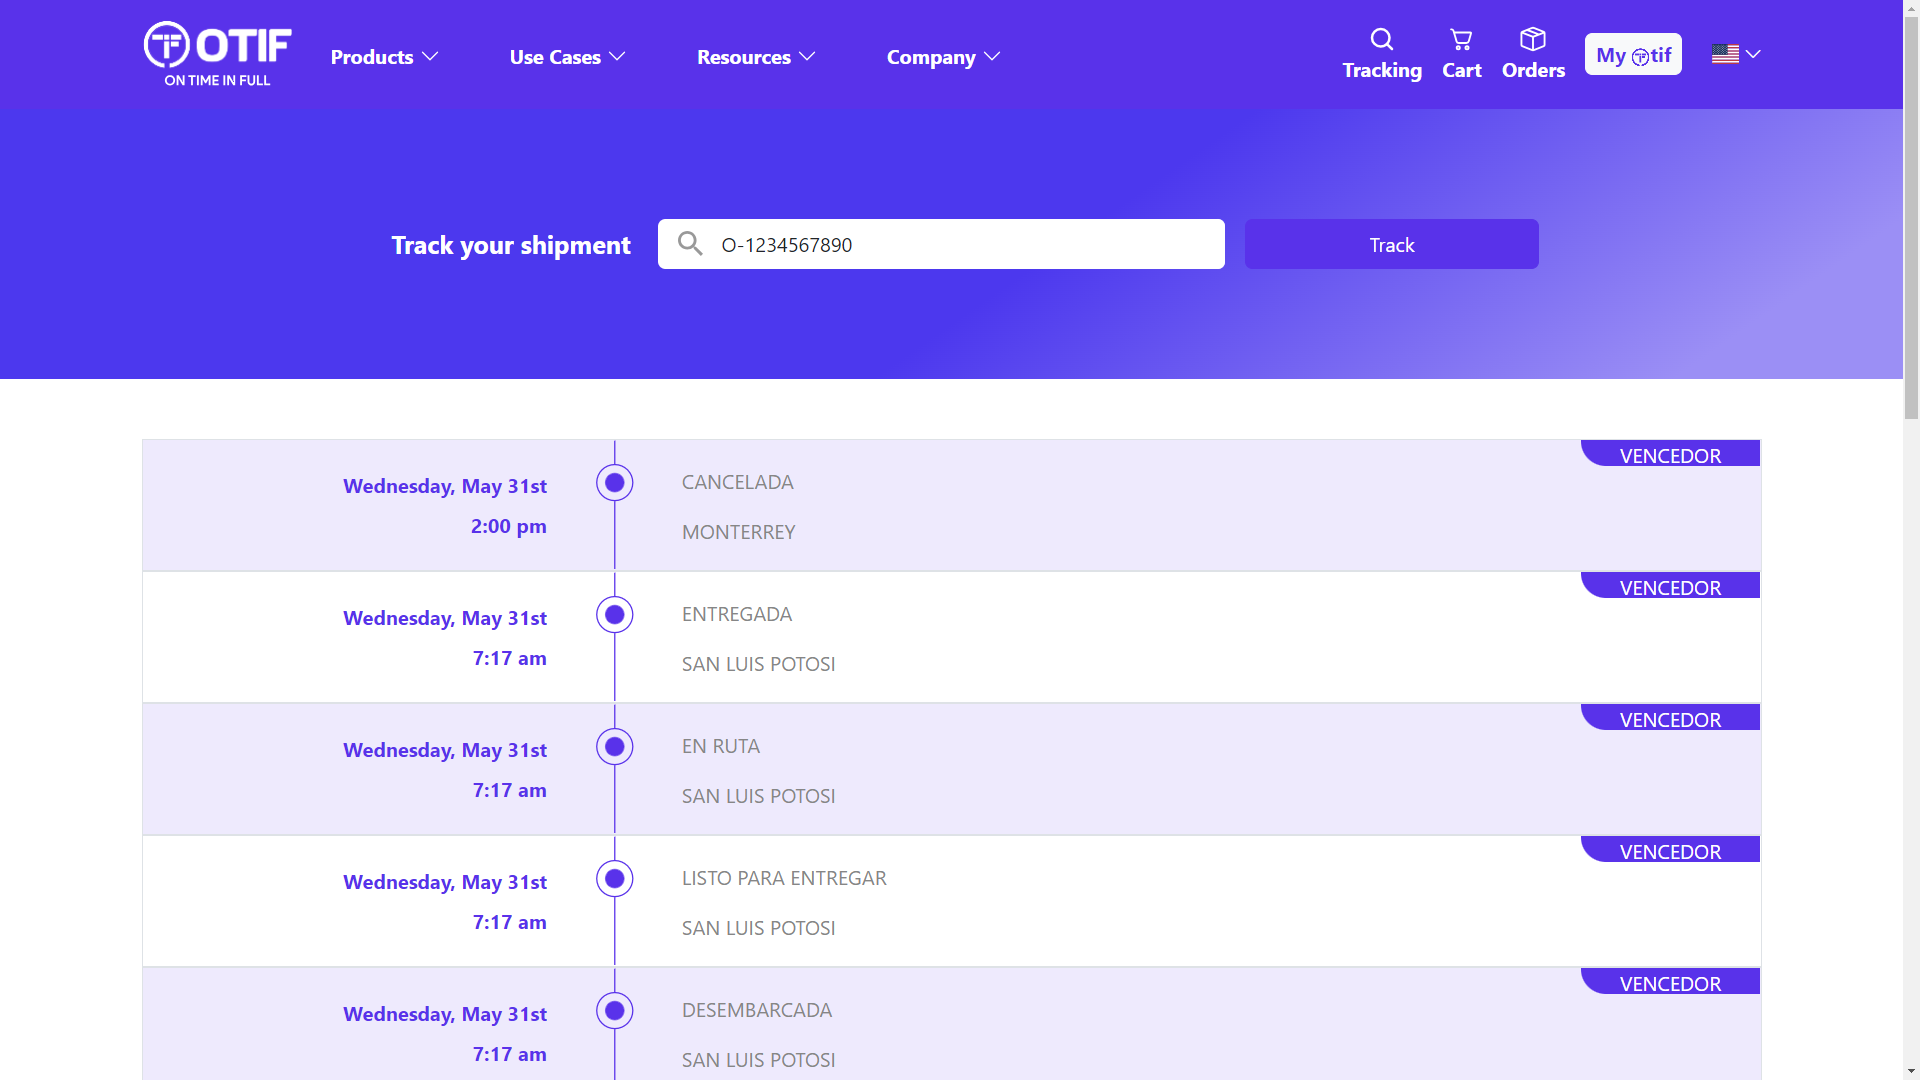 OTIF
ON TIME IN FULL
Products
Use Cases
Resources
Company
Tracking
Cart
Orders
My Otif
Track your shipment
O-1234567890
Track
VENCEDOR
Wednesday, May 31st
2:00 pm
CANCELADA
MONTERREY
VENCEDOR
Wednesday, May 31st
7:17 am
ENTREGADA
SAN LUIS POTOSI
VENCEDOR
Wednesday, May 31st
7:17 am
EN RUTA
SAN LUIS POTOSI
VENCEDOR
Wednesday, May 31st
7:17 am
LISTO PARA ENTREGAR
SAN LUIS POTOSI
VENCEDOR
Wednesday, May 31st
7:17 am
DESEMBARCADA
SAN LUIS POTOSI